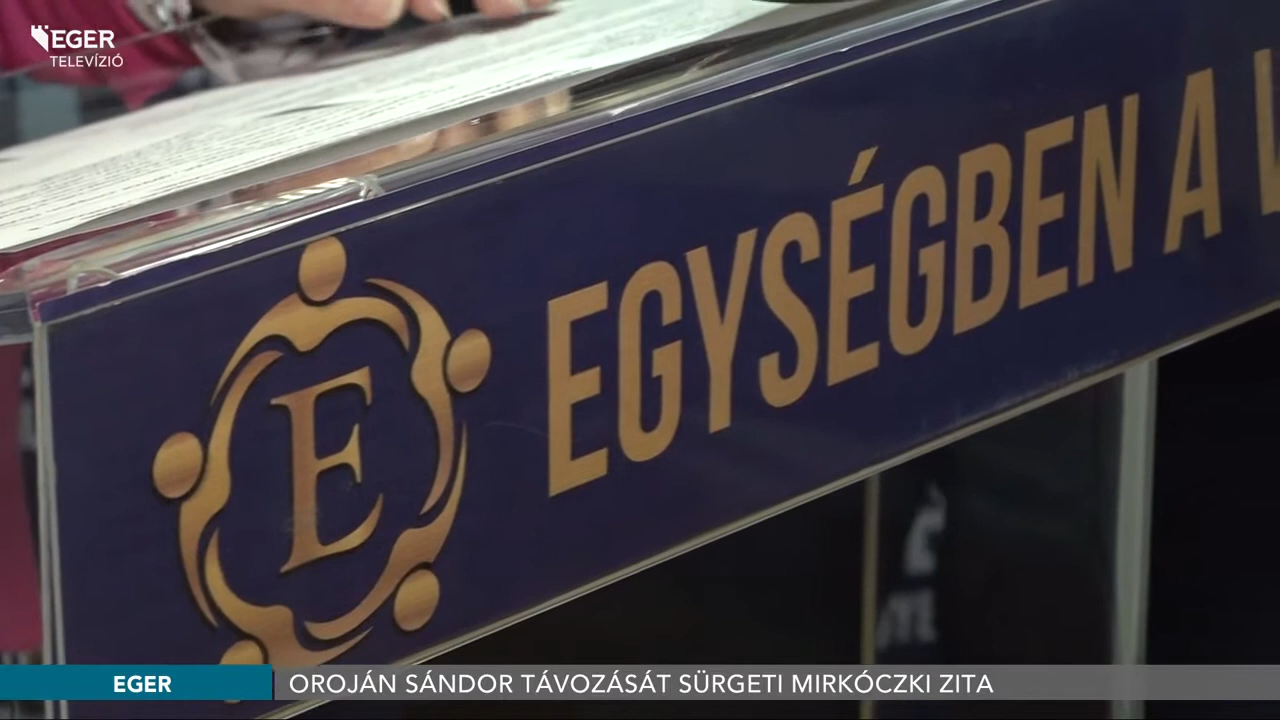 EGER
TELEVÍZIÓ
EGYSÉGBEN A
E
EGER
OROJÁN SÁNDOR TÁVOZÁSÁT SÜRGETI MIRKÓCZKI ZITA